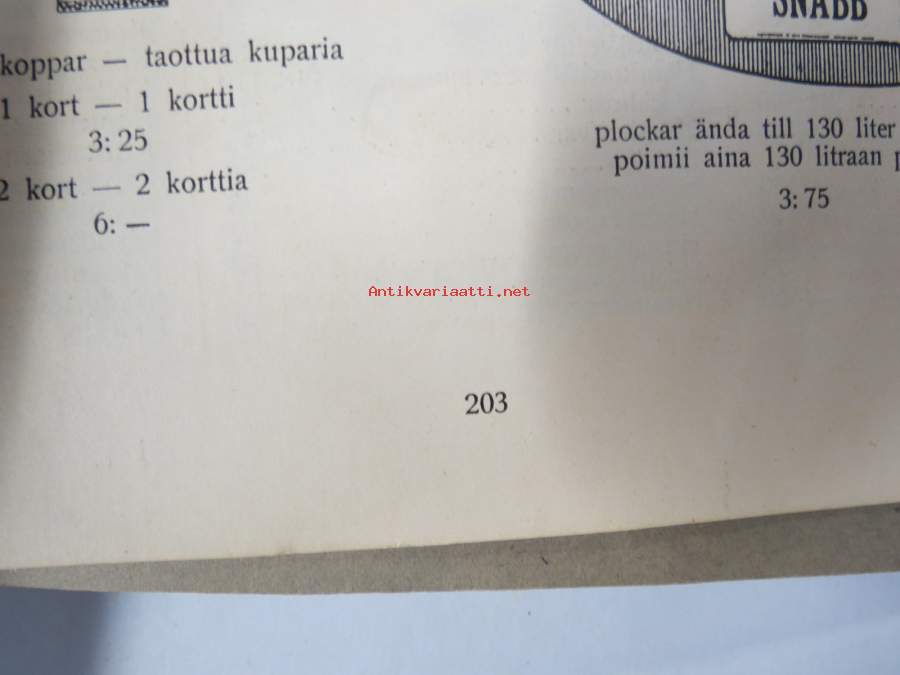 koppar — taottua kuparia
1 kort — 1 kortti
3: 25
2 kort — 2 korttia
6: —
SNABB
plockar ända till 130 liter
poimii aina 130 litraan
3: 75
Antikvariaatti.net
203